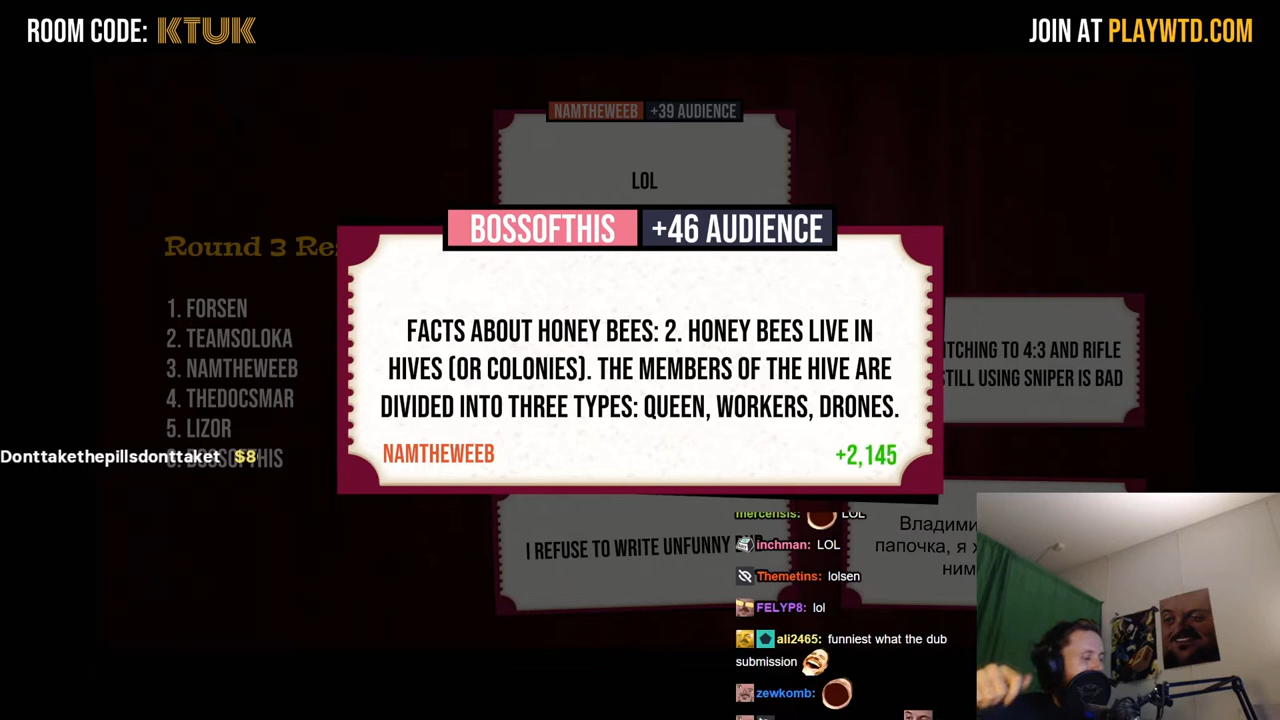 ROOM CODE: KTUK
JOIN AT PLAYWTD.COM
NAMTHEWEEB +39 AUDIENCE
LOL
BOSSOFTHIS +46 AUDIENCE
FACTS ABOUT HONEY BEES: 2. HONEY BEES LIVE IN
HIVES (OR COLONIES). THE MEMBERS OF THE HIVE ARE
DIVIDED INTO THREE TYPES: QUEEN, WORKERS, DRONES.
NAMTHEWEEB +2,145
Round 3 Re
1. FORSEN
2. TEAMSOLOKA
3. NAMTHEWEEB
4. THEDOCSMAR
5. LIZOR
6. BOSSOFTHIS
Donttakethepillsdonttaket $8
TCHING TO 4:3 AND RIFLE
STILL USING SNIPER IS BAD
I REFUSE TO WRITE UNFUNNY
Владими
папочка, я
ним
mercensis: LOL
inchman: LOL
Themetins: lolsen
FELYP8: lol
ali2465: funniest what the dub
submission
zewkomb: